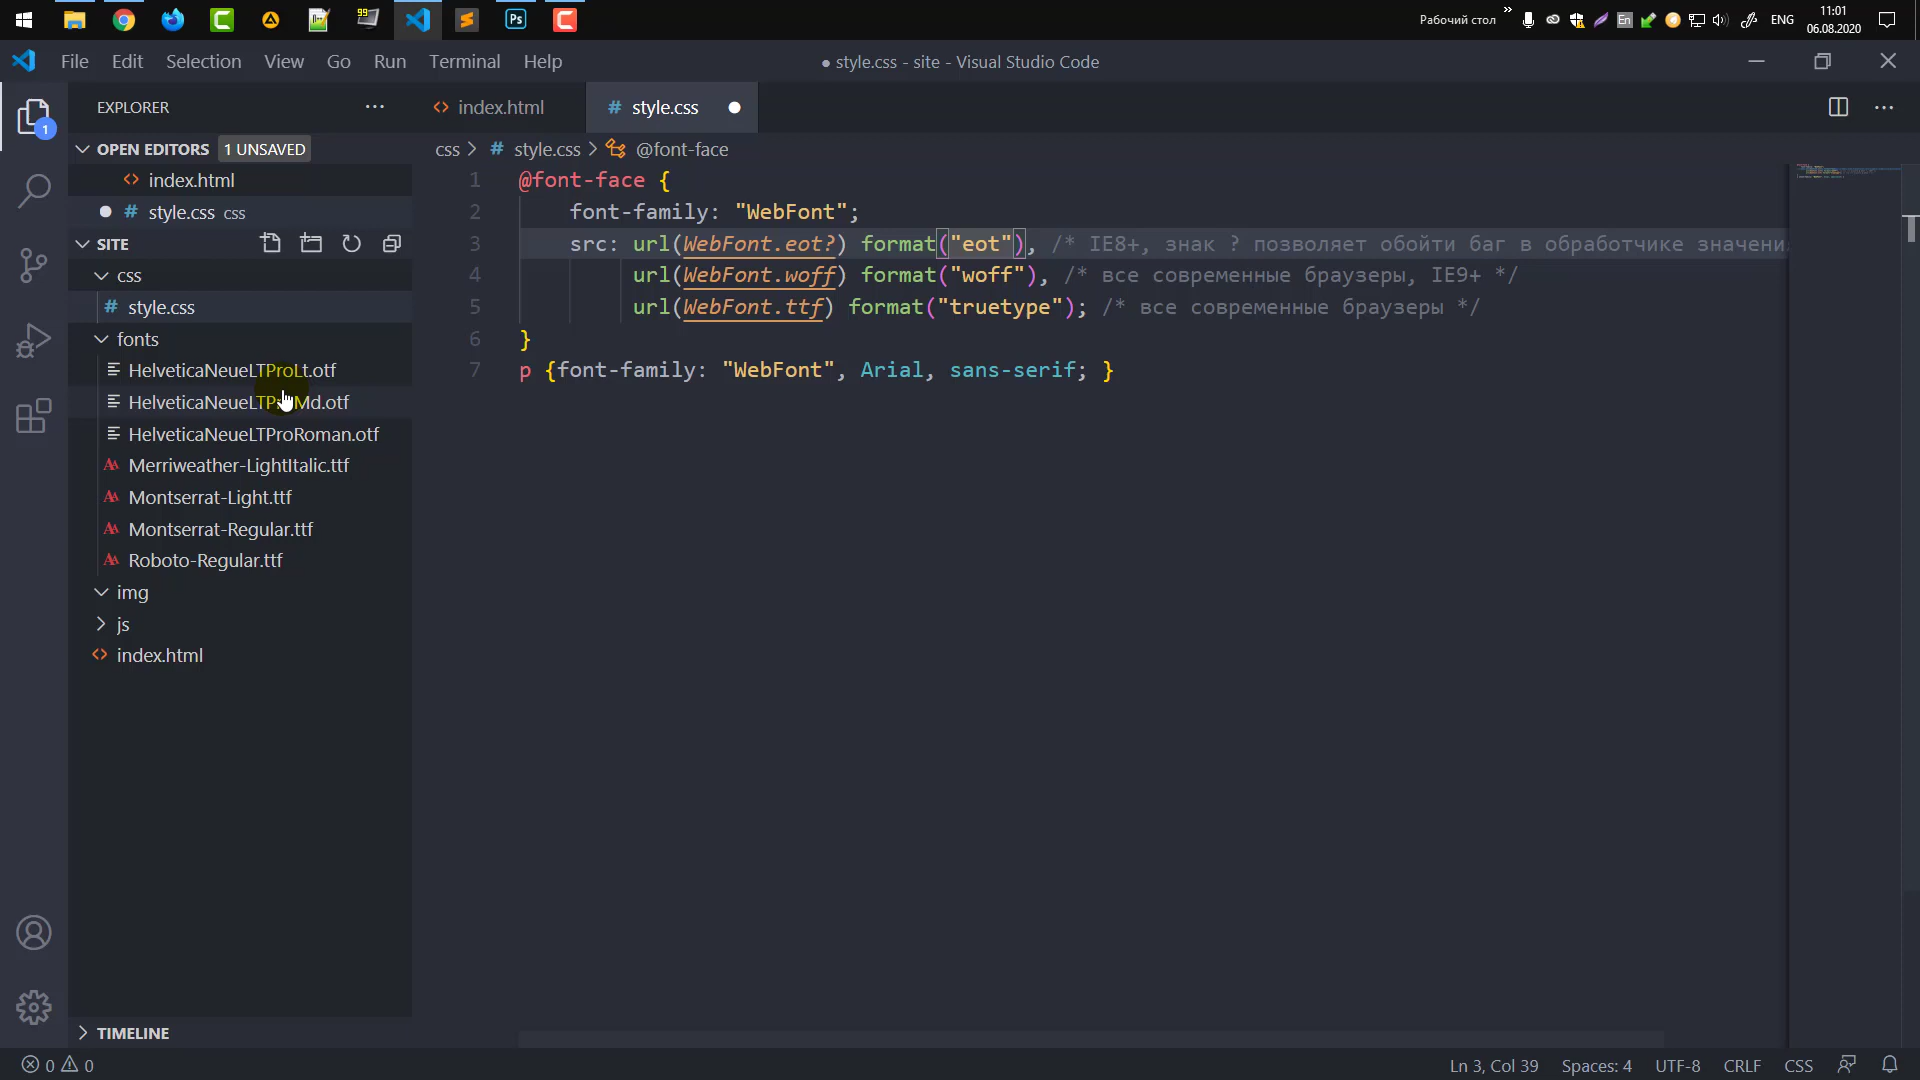 Рабочий стол
»
En
ENG
11:01
06.08.2020
99
Ps
File Edit Selection View Go Run Terminal Help
● style.css - site - Visual Studio Code
EXPLORER
1
<> index.html
# style.css
OPEN EDITORS 1 UNSAVED
<> index.html
# style.css css
SITE
css
# style.css
fonts
HelveticaNeueLTProLt.otf
HelveticaNeueLTProMd.otf
HelveticaNeueLTProRoman.otf
Merriweather-LightItalic.ttf
Montserrat-Light.ttf
Montserrat-Regular.ttf
Roboto-Regular.ttf
img
js
<> index.html
TIMELINE
css > # style.css > @font-face
1 @font-face {
2 font-family: "WebFont";
3 src: url(WebFont.eot?) format("eot"), /* IE8+, знак ? позволяет обойти баг в обработчике значени
4 url(WebFont.woff) format("woff"), /* все современные браузеры, IE9+ */
5 url(WebFont.ttf) format("truetype"); /* все современные браузеры */
6 }
7 p {font-family: "WebFont", Arial, sans-serif; }
0 0
Ln 3, Col 39 Spaces: 4 UTF-8 CRLF CSS